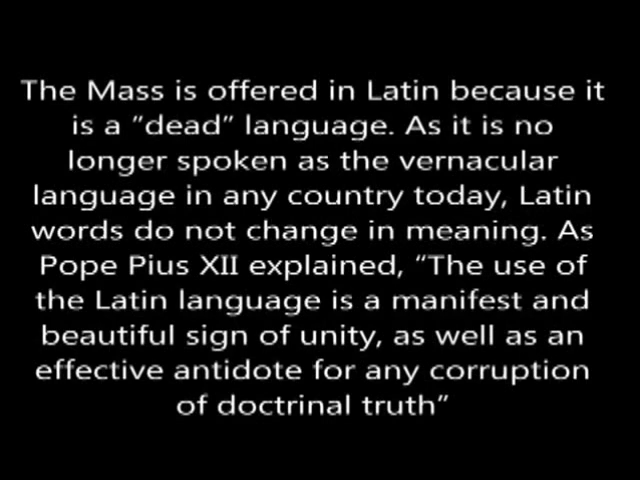 The Mass is offered in Latin because it
is a "dead" language. As it is no
longer spoken as the vernacular
language in any country today, Latin
words do not change in meaning. As
Pope Pius XII explained, “The use of
the Latin language is a manifest and
beautiful sign of unity, as well as an
effective antidote for any corruption
of doctrinal truth”